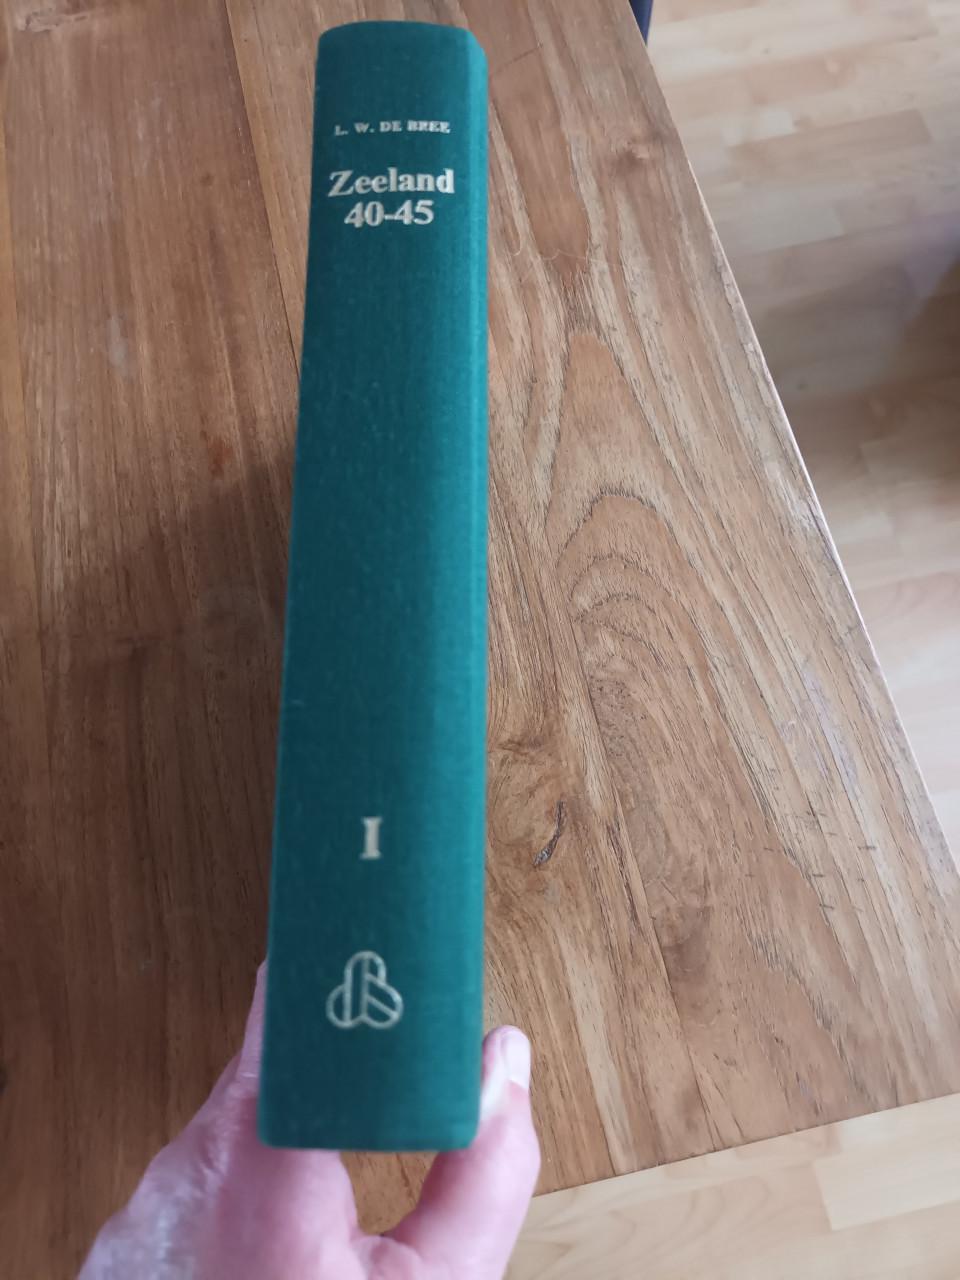 L. W. DE BREE
Zeeland
40-45
I